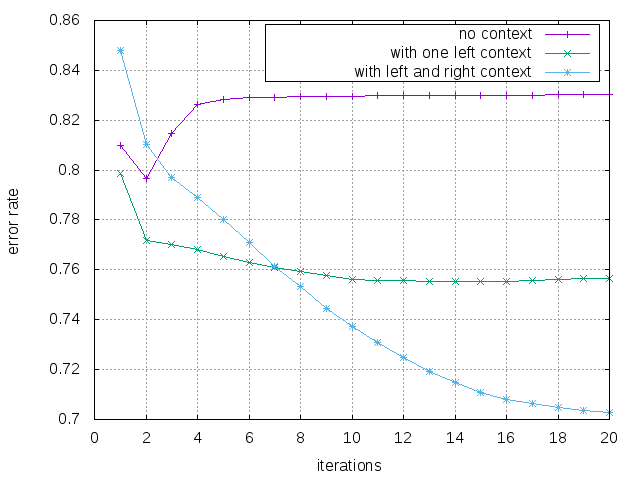 0.86
0.84
0.82
0.8
0.78
0.76
0.74
0.72
0.7
error rate
no context
with one left context
with left and right context
0 2 4 6 8 10 12 14 16 18 20
iterations